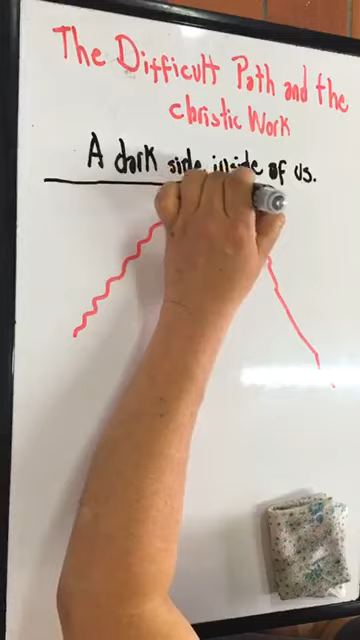 The Difficult Path and the
christic Work
A dark side inside of us.